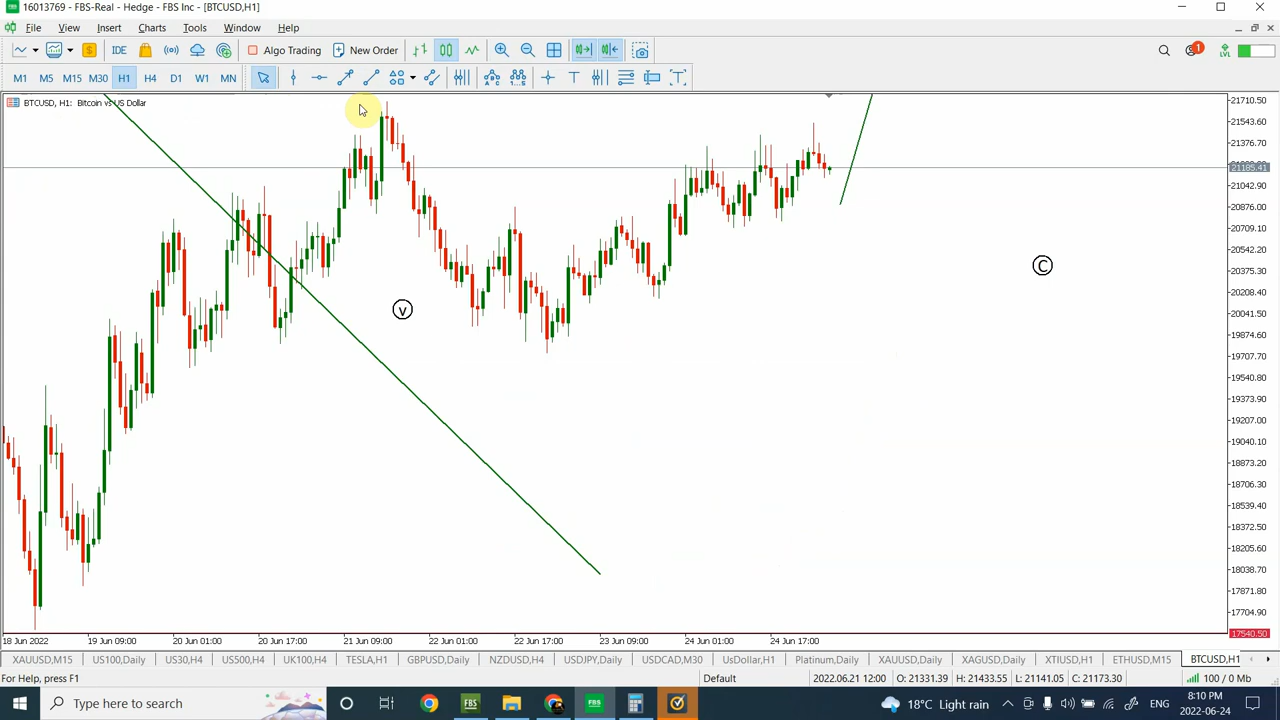 16013769 - FBS-Real - Hedge - FBS Inc - [BTCUSD,H1]
File View Insert Charts Tools Window Help
IDE Algo Trading New Order 1 LVL
M1 M5 M15 M30 H1 H4 D1 W1 MN T T
BTCUSD, H1: Bitcoin vs US Dollar
21710.50
21543.60
21376.70
21185.41
21042.90
20876.00
20709.10
20542.20
20375.30
20208.40
20041.50
19874.60
19707.70
19540.80
19373.90
19207.00
19040.10
18873.20
18706.30
18539.40
18372.50
18205.60
18038.70
17871.80
17704.90
17540.50
C
v
18 Jun 2022 19 Jun 09:00 20 Jun 01:00 20 Jun 17:00 21 Jun 09:00 22 Jun 01:00 22 Jun 17:00 23 Jun 09:00 24 Jun 01:00 24 Jun 17:00
XAUUSD,M15 US100,Daily US30,H4 US500,H4 UK100,H4 TESLA,H1 GBPUSD,Daily NZDUSD,H4 USDJPY,Daily USDCAD,M30 UsDollar,H1 Platinum,Daily XAUUSD,Daily XAGUSD,Daily XTIUSD,H1 ETHUSD,M15 BTCUSD,H1
For Help, press F1 Default 2022.06.21 12:00 O: 21331.39 H: 21433.55 L: 21141.05 C: 21173.30 100 / 0 Mb
Type here to search FBS FBS 18°C Light rain ENG 8:10 PM
2022-06-24